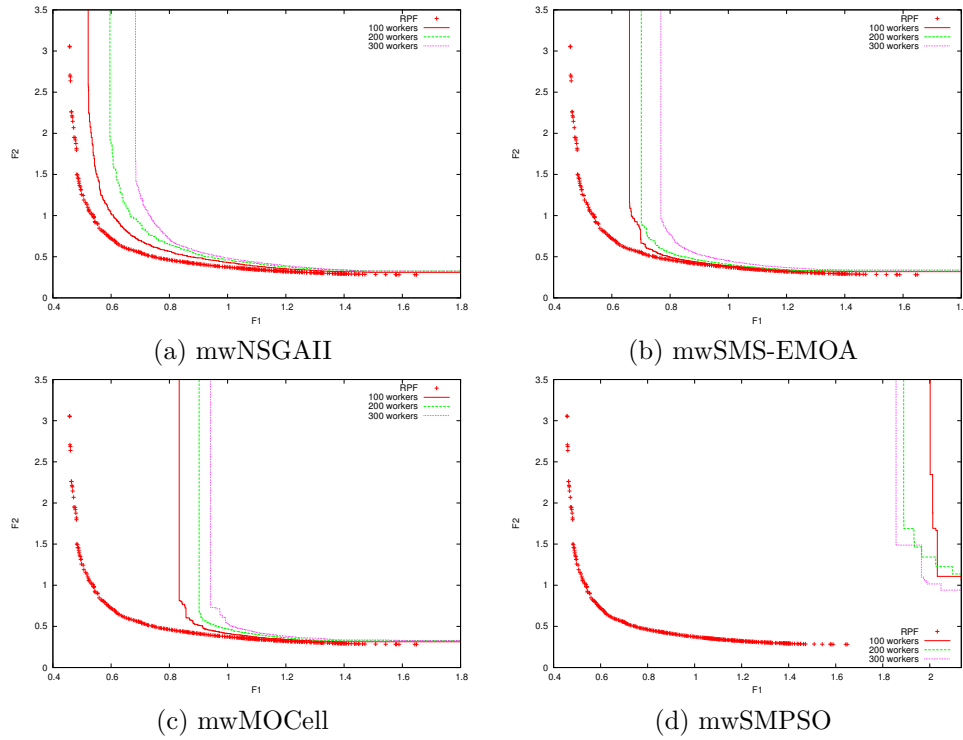 3.5
3
2.5
2
1.5
1
0.5
0
F2
0.4 0.6 0.8 1 1.2 1.4 1.6 1.8
F1
RPF
100 workers
200 workers
300 workers
(a) mwNSGAII
3.5
3
2.5
2
1.5
1
0.5
0
F2
0.4 0.6 0.8 1 1.2 1.4 1.6 1.
F1
RPF
100 workers
200 workers
300 workers
(b) mwSMS-EMOA
3.5
3
2.5
2
1.5
1
0.5
0
F2
0.4 0.6 0.8 1 1.2 1.4 1.6 1.8
F1
RPF
100 workers
200 workers
300 workers
(c) mwMOCell
3.5
3
2.5
2
1.5
1
0.5
0
F2
0.4 0.6 0.8 1 1.2 1.4 1.6 1.8 2
F1
RPF
100 workers
200 workers
300 workers
(d) mwSMPSO